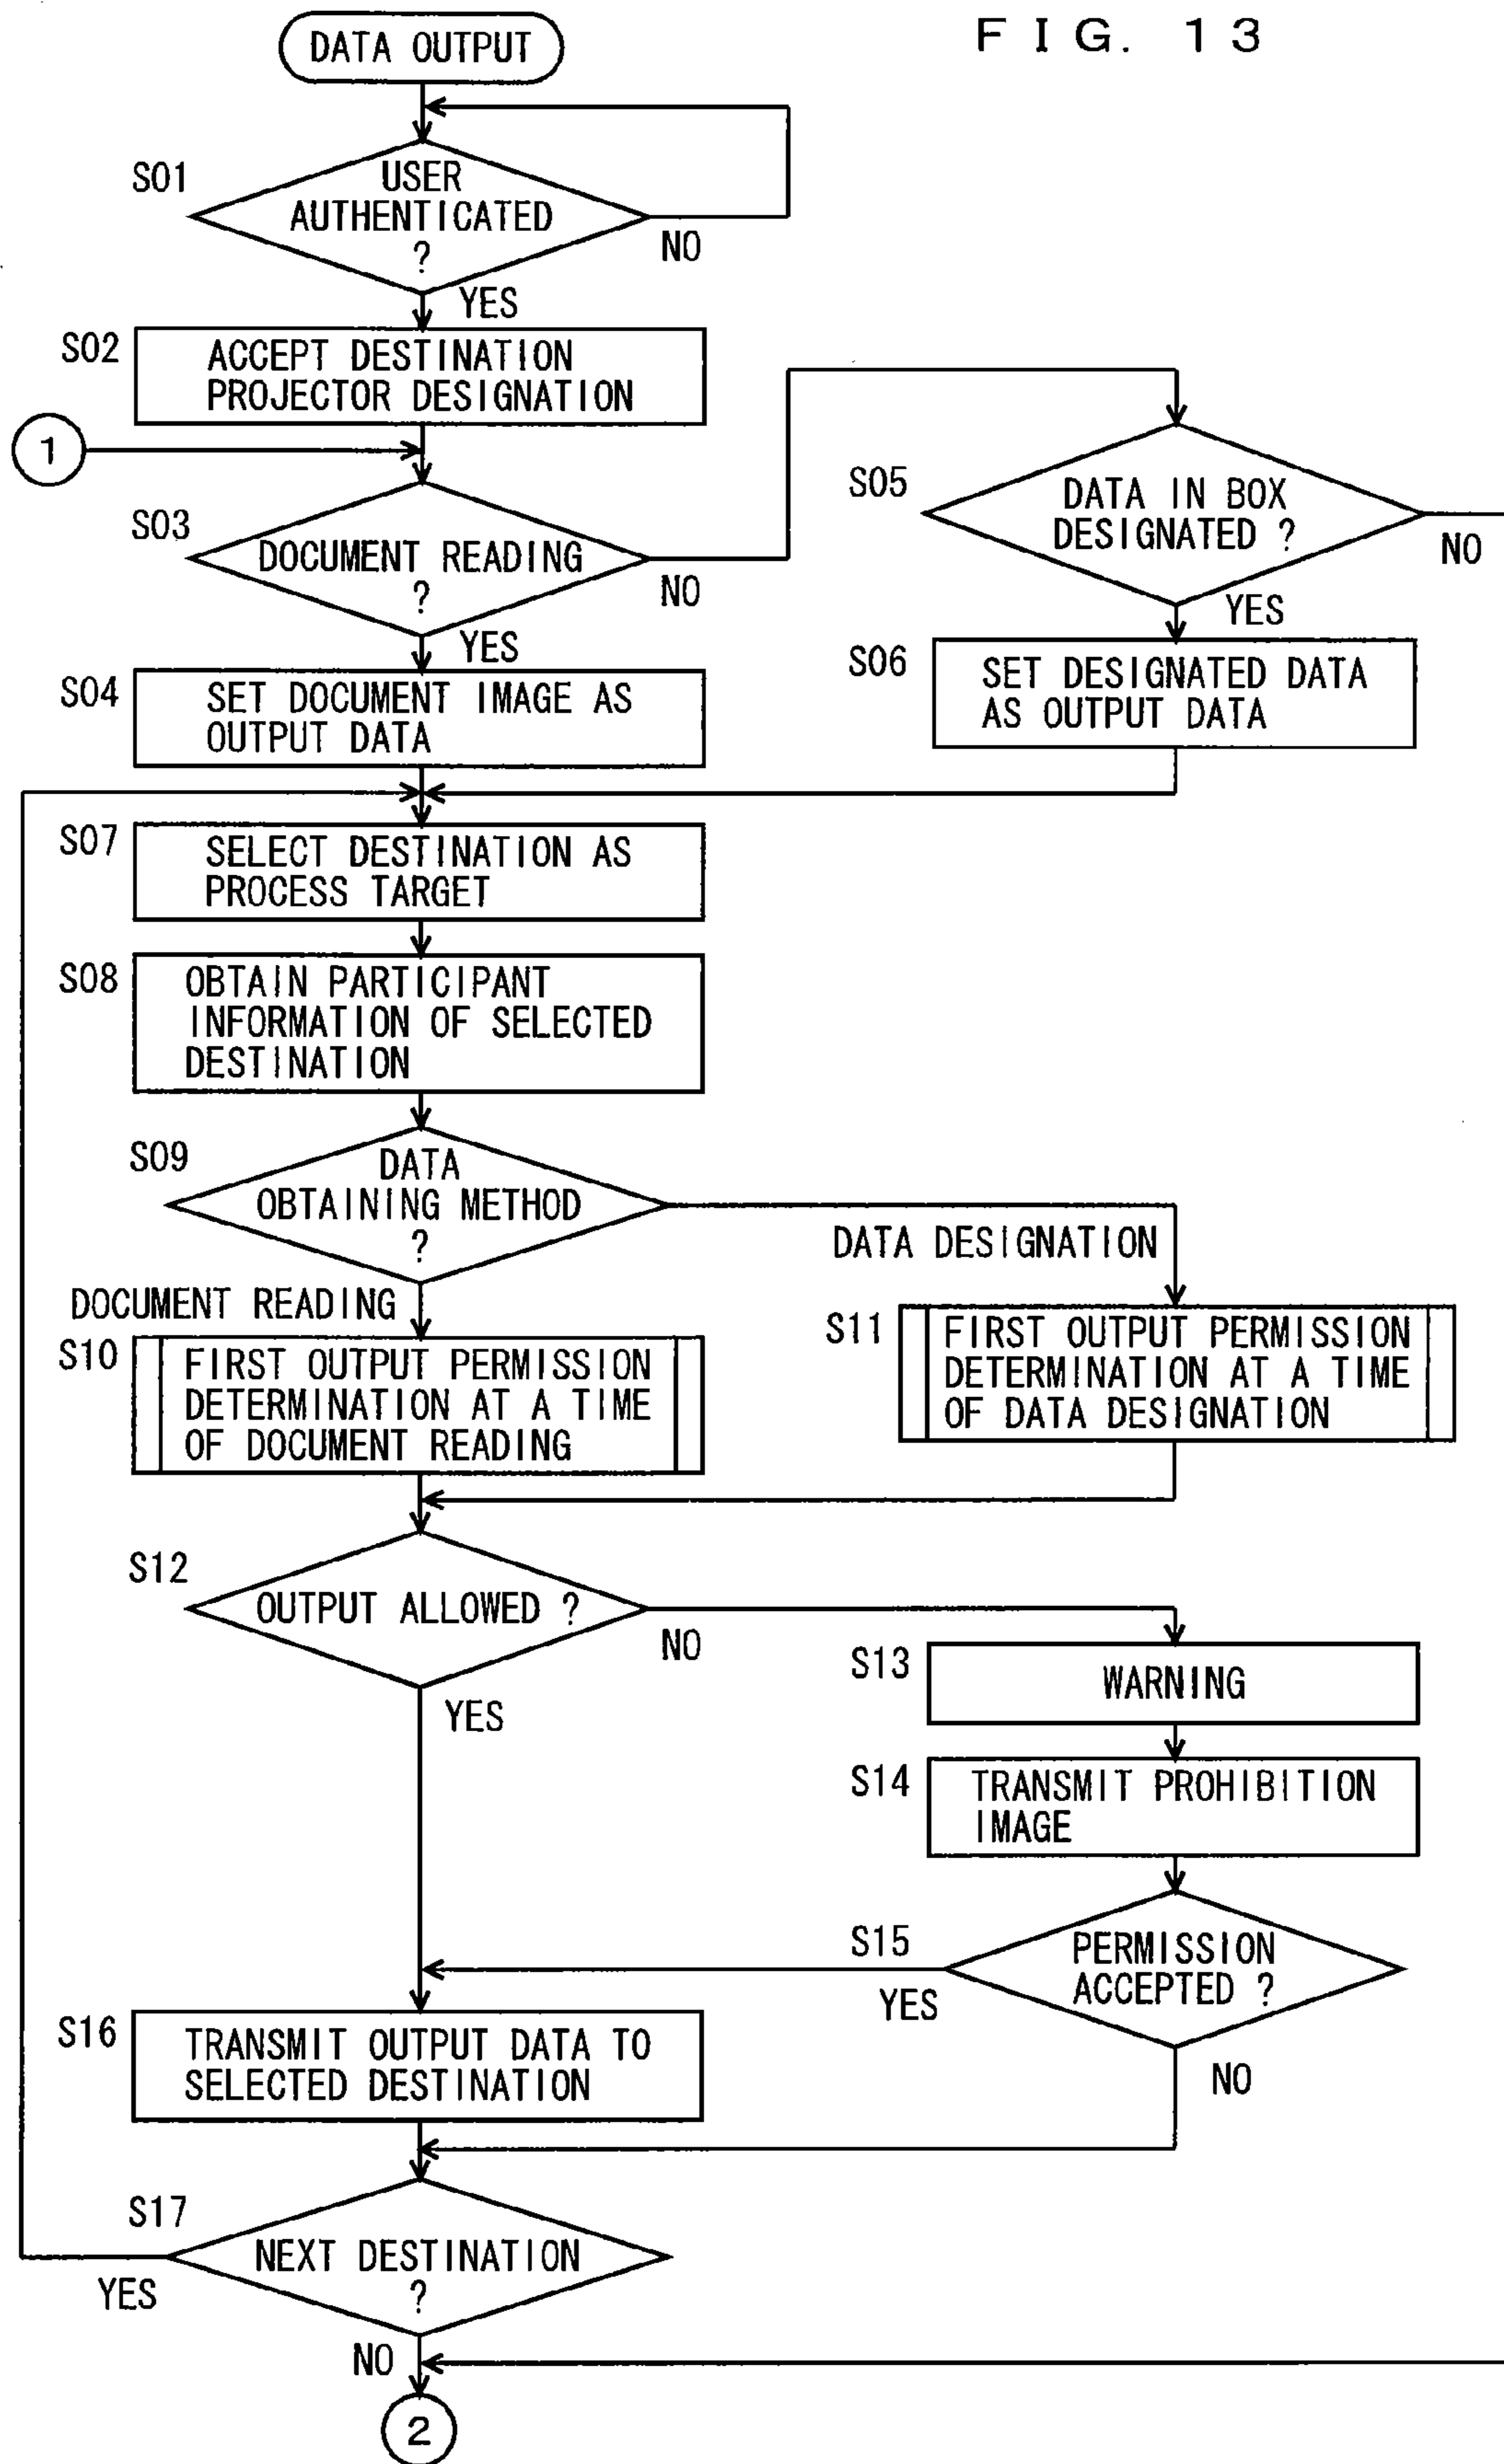 FIG. 13
DATA OUTPUT
S01
USER
AUTHENTICATED
?
NO
YES
S02
ACCEPT DESTINATION
PROJECTOR DESIGNATION
1
S03
DOCUMENT READING
?
NO
YES
S04
SET DOCUMENT IMAGE AS
OUTPUT DATA
S05
DATA IN BOX
DESIGNATED ?
NO
YES
S06
SET DESIGNATED DATA
AS OUTPUT DATA
S07
SELECT DESTINATION AS
PROCESS TARGET
S08
OBTAIN PARTICIPANT
INFORMATION OF SELECTED
DESTINATION
S09
DATA
OBTAINING METHOD
?
DATA DESIGNATION
DOCUMENT READING
S10
FIRST OUTPUT PERMISSION
DETERMINATION AT A TIME
OF DOCUMENT READING
S11
FIRST OUTPUT PERMISSION
DETERMINATION AT A TIME
OF DATA DESIGNATION
S12
OUTPUT ALLOWED ?
NO
YES
S13
WARNING
S14
TRANSMIT PROHIBITION
IMAGE
S15
PERMISSION
ACCEPTED ?
YES
NO
S16
TRANSMIT OUTPUT DATA TO
SELECTED DESTINATION
S17
NEXT DESTINATION
?
YES
NO
2